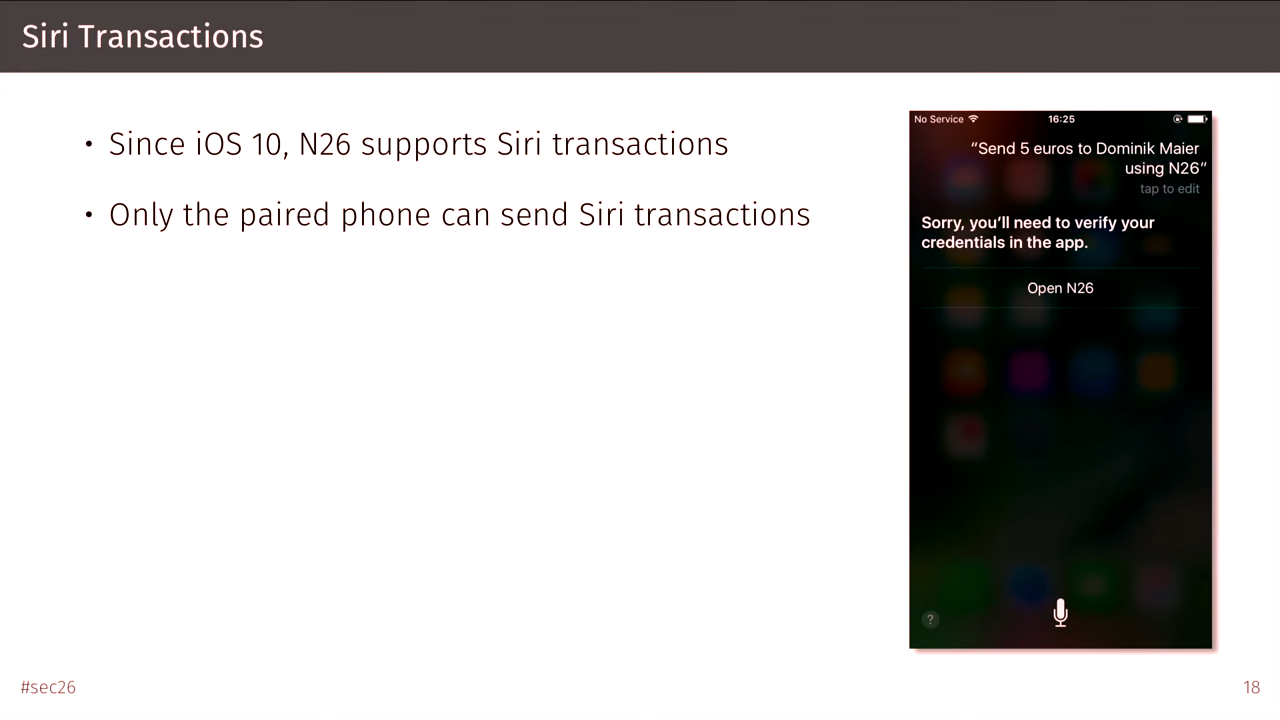 Siri Transactions
• Since iOS 10, N26 supports Siri transactions
• Only the paired phone can send Siri transactions
No Service 16:25
“Send 5 euros to Dominik Maier
using N26”
tap to edit
Sorry, you’ll need to verify your
credentials in the app.
Open N26
?
#sec26
18